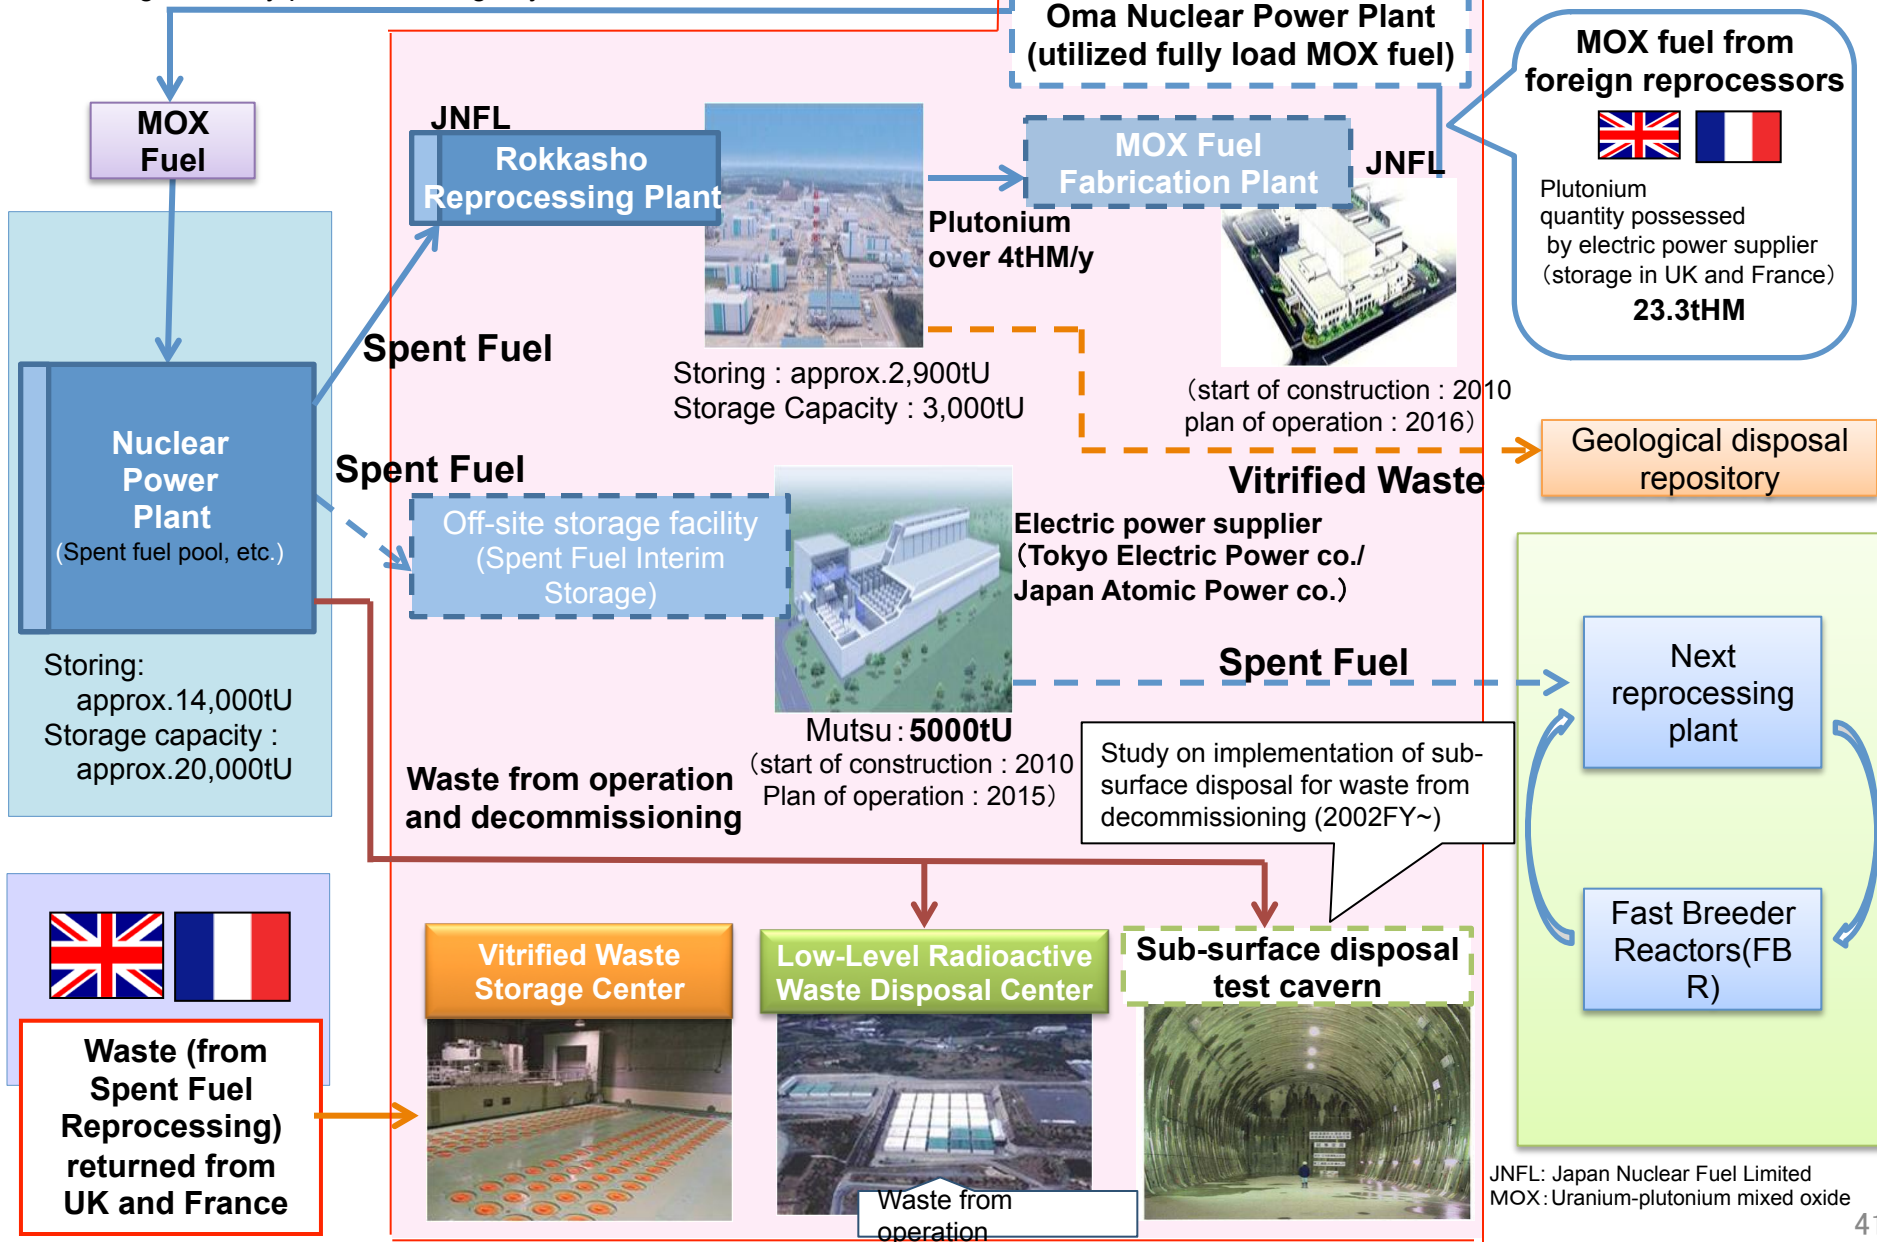 Oma Nuclear Power Plant
(utilized fully load MOX fuel)
MOX fuel from
foreign reprocessors
Plutonium
quantity possessed
by electric power supplier
（storage in UK and France）
23.3tHM
MOX
Fuel
JNFL
Rokkasho
Reprocessing Plant
MOX Fuel
Fabrication Plant
JNFL
Plutonium
over 4tHM/y
Spent Fuel
Storing : approx.2,900tU
Storage Capacity : 3,000tU
（start of construction : 2010
plan of operation : 2016）
Geological disposal
repository
Nuclear
Power
Plant
(Spent fuel pool, etc.)
Spent Fuel
Vitrified Waste
Off-site storage facility
(Spent Fuel Interim
Storage)
Electric power supplier
（Tokyo Electric Power co./
Japan Atomic Power co.）
Storing:
approx.14,000tU
Storage capacity :
approx.20,000tU
Spent Fuel
Next
reprocessing
plant
Mutsu：5000tU
（start of construction : 2010
Plan of operation : 2015）
Study on implementation of sub-
surface disposal for waste from
decommissioning (2002FY~)
Waste from operation
and decommissioning
Fast Breeder
Reactors(FB
R)
Vitrified Waste
Storage Center
Low-Level Radioactive
Waste Disposal Center
Sub-surface disposal
test cavern
Waste (from
Spent Fuel
Reprocessing)
returned from
UK and France
Waste from
operation
JNFL: Japan Nuclear Fuel Limited
MOX：Uranium-plutonium mixed oxide
41